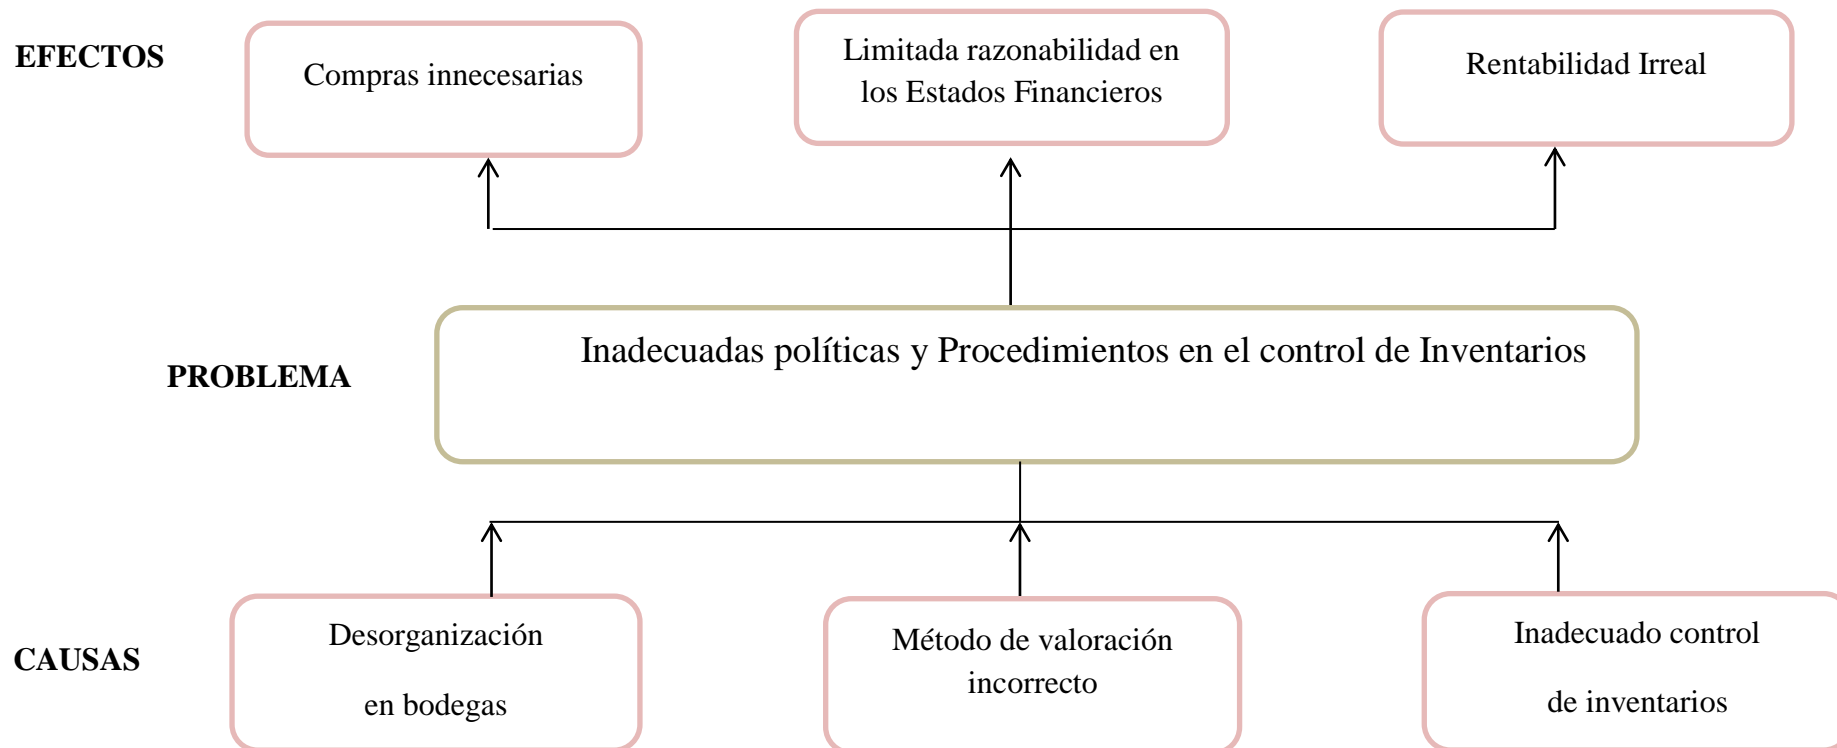 EFECTOS
Compras innecesarias
Limitada razonabilidad en
los Estados Financieros
Rentabilidad Irreal
PROBLEMA
Inadecuadas políticas y Procedimientos en el control de Inventarios
CAUSAS
Desorganización
en bodegas
Método de valoración
incorrecto
Inadecuado control
de inventarios